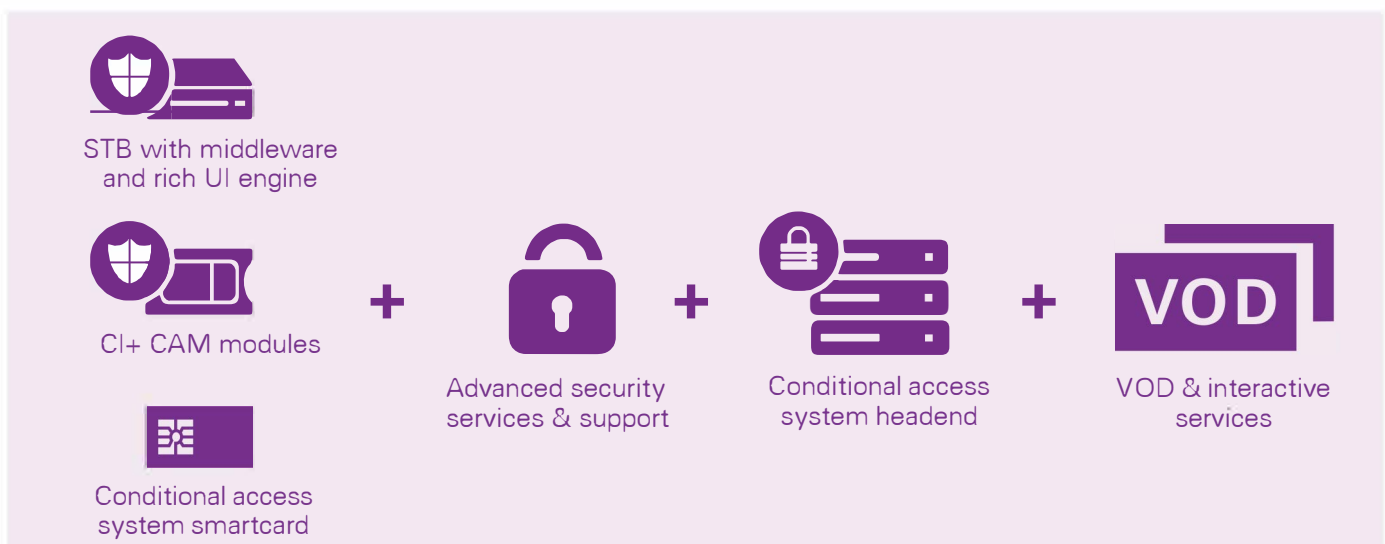 STB with middleware
and rich UI engine
CI+ CAM modules
Conditional access
system smartcard
+
Advanced security
services & support
+
Conditional access
system headend
+
VOD
VOD & interactive
services